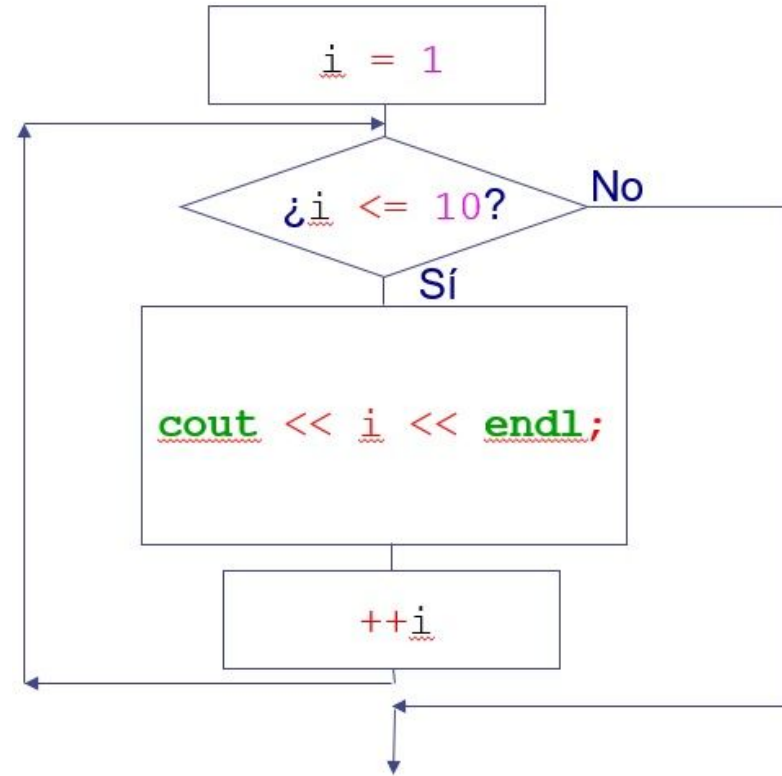 i = 1
¿i <= 10?
No
Sí
cout << i << endl;
++i